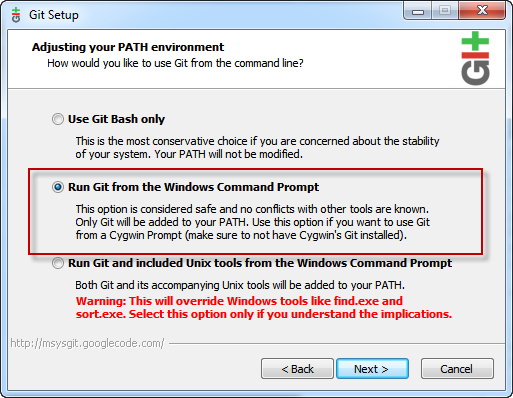 Git Setup
Adjusting your PATH environment
How would you like to use Git from the command line?
GIT
Use Git Bash only
This is the most conservative choice if you are concerned about the stability
of your system. Your PATH will not be modified.
Run Git from the Windows Command Prompt
This option is considered safe and no conflicts with other tools are known.
Only Git will be added to your PATH. Use this option if you want to use Git
from a Cygwin Prompt (make sure to not have Cygwin's Git installed).
Run Git and included Unix tools from the Windows Command Prompt
Both Git and its accompanying Unix tools will be added to your PATH.
Warning: This will override Windows tools like find.exe and
sort.exe. Select this option only if you understand the implications.
http://msysgit.googlecode.com/
< Back
Next >
Cancel